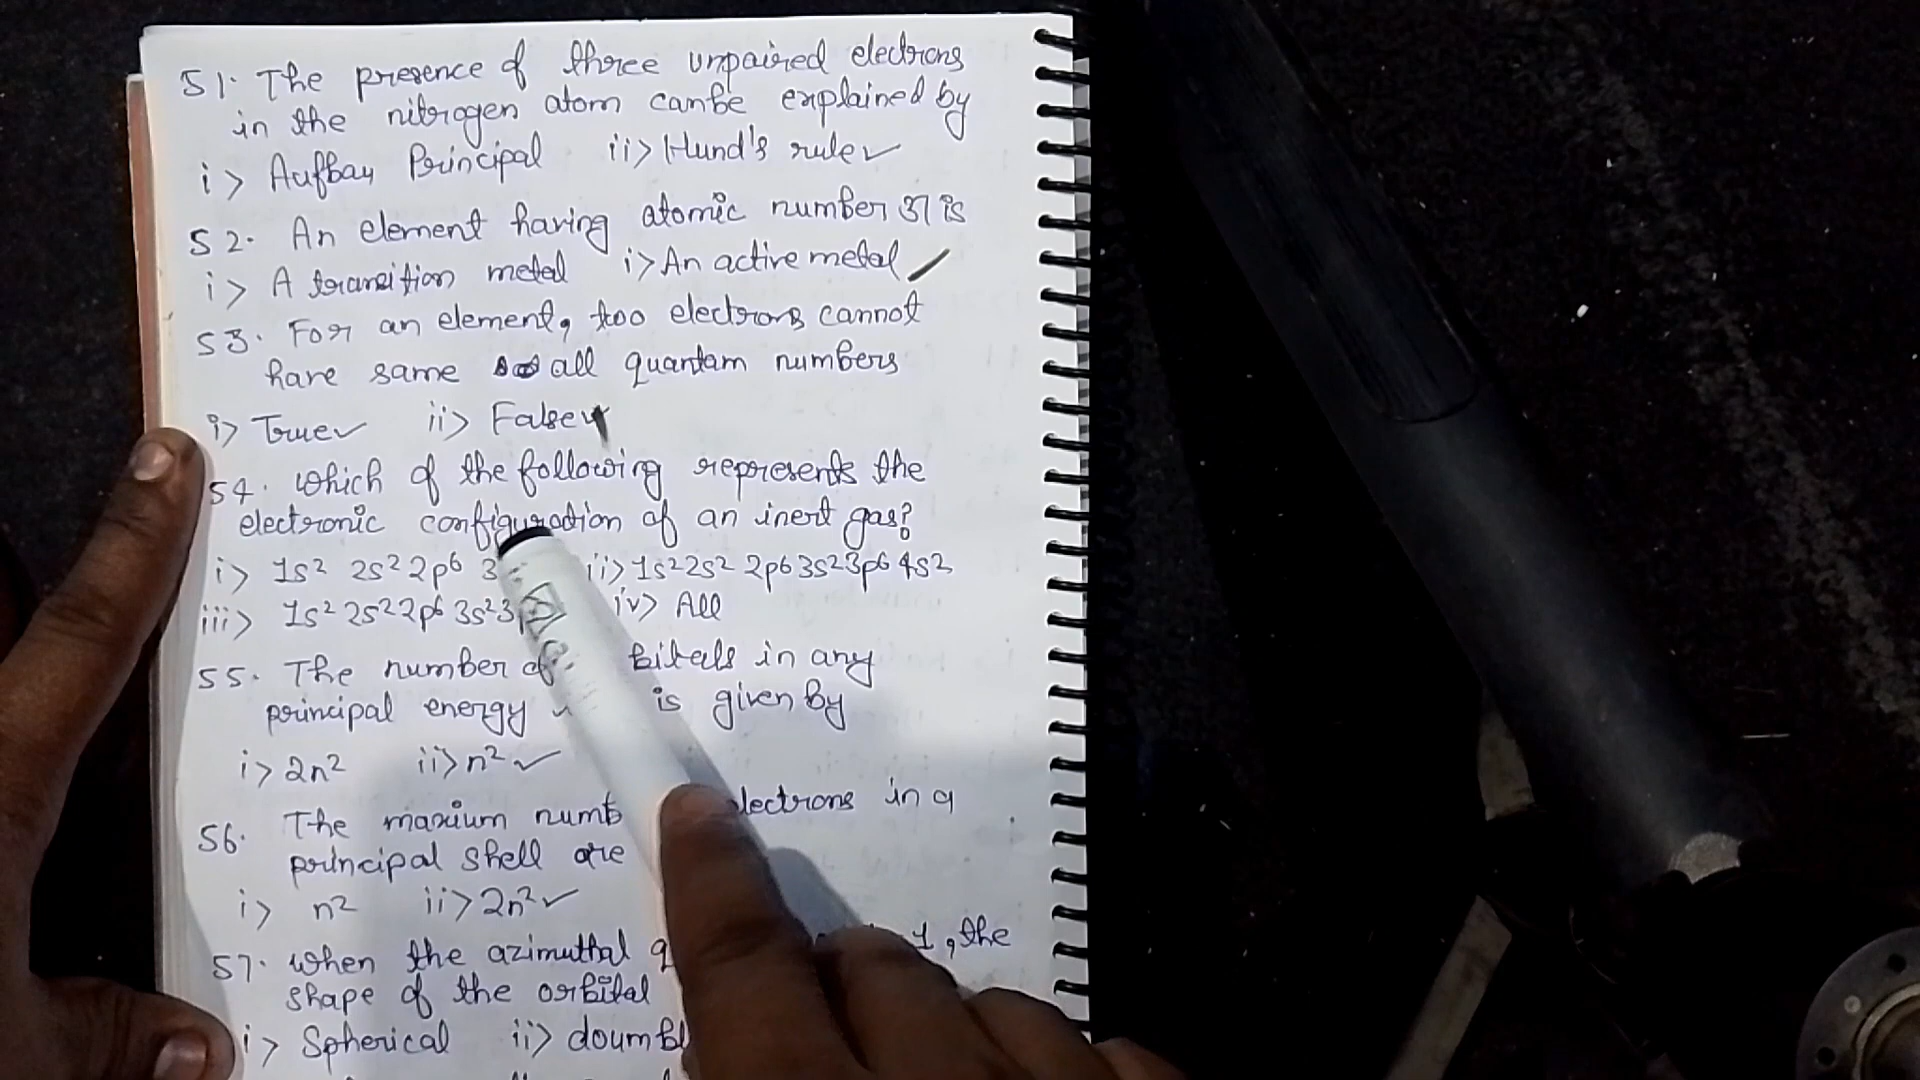 51. The presence of three unpaired electrons
in the nitrogen atom canbe explained by
i> Aufbau Principal ii> Hund's rule ✓
52. An element having atomic number 37 is
i> A transition metal i> An active metal
53. For an element, too electrons cannot
have same all quantam numbers
i> True ✓ ii> False
54. which of the following represents the
electronic configuration of an inert gas?
i> 1s² 2s² 2p⁶ 3 ii> 1s² 2s² 2p6 3s² 3p6 4s2
iii> 1s² 2s² 2p⁶ 3s² 3 iv> All
55. The number of bitals in any
principal energy is given by
i> 2n² ii> n² ✓
56. The maxium numb electrons in a
principal shell are
i> n² ii> 2n² ✓
57. when the azimuthal q 1, the
shape of the orbital
i> Spherical ii> doumbl